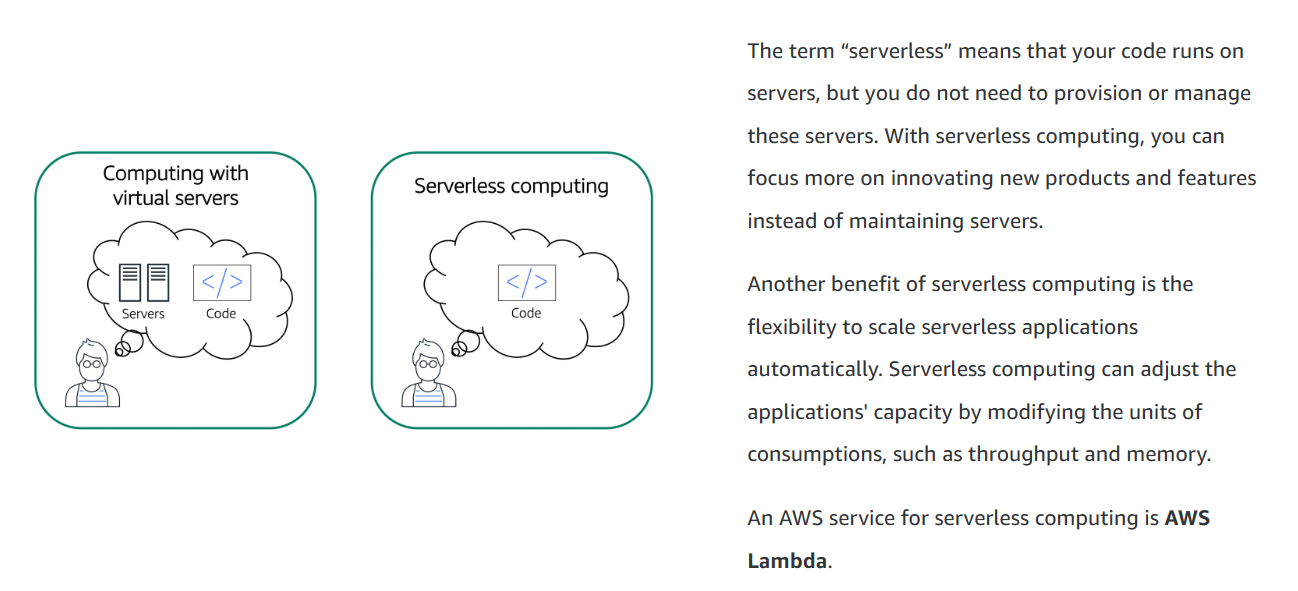 Computing with
virtual servers
Servers
Code
Serverless computing
</>
Code
The term “serverless” means that your code runs on
servers, but you do not need to provision or manage
these servers. With serverless computing, you can
focus more on innovating new products and features
instead of maintaining servers.
Another benefit of serverless computing is the
flexibility to scale serverless applications
automatically. Serverless computing can adjust the
applications' capacity by modifying the units of
consumptions, such as throughput and memory.
An AWS service for serverless computing is AWS
Lambda.